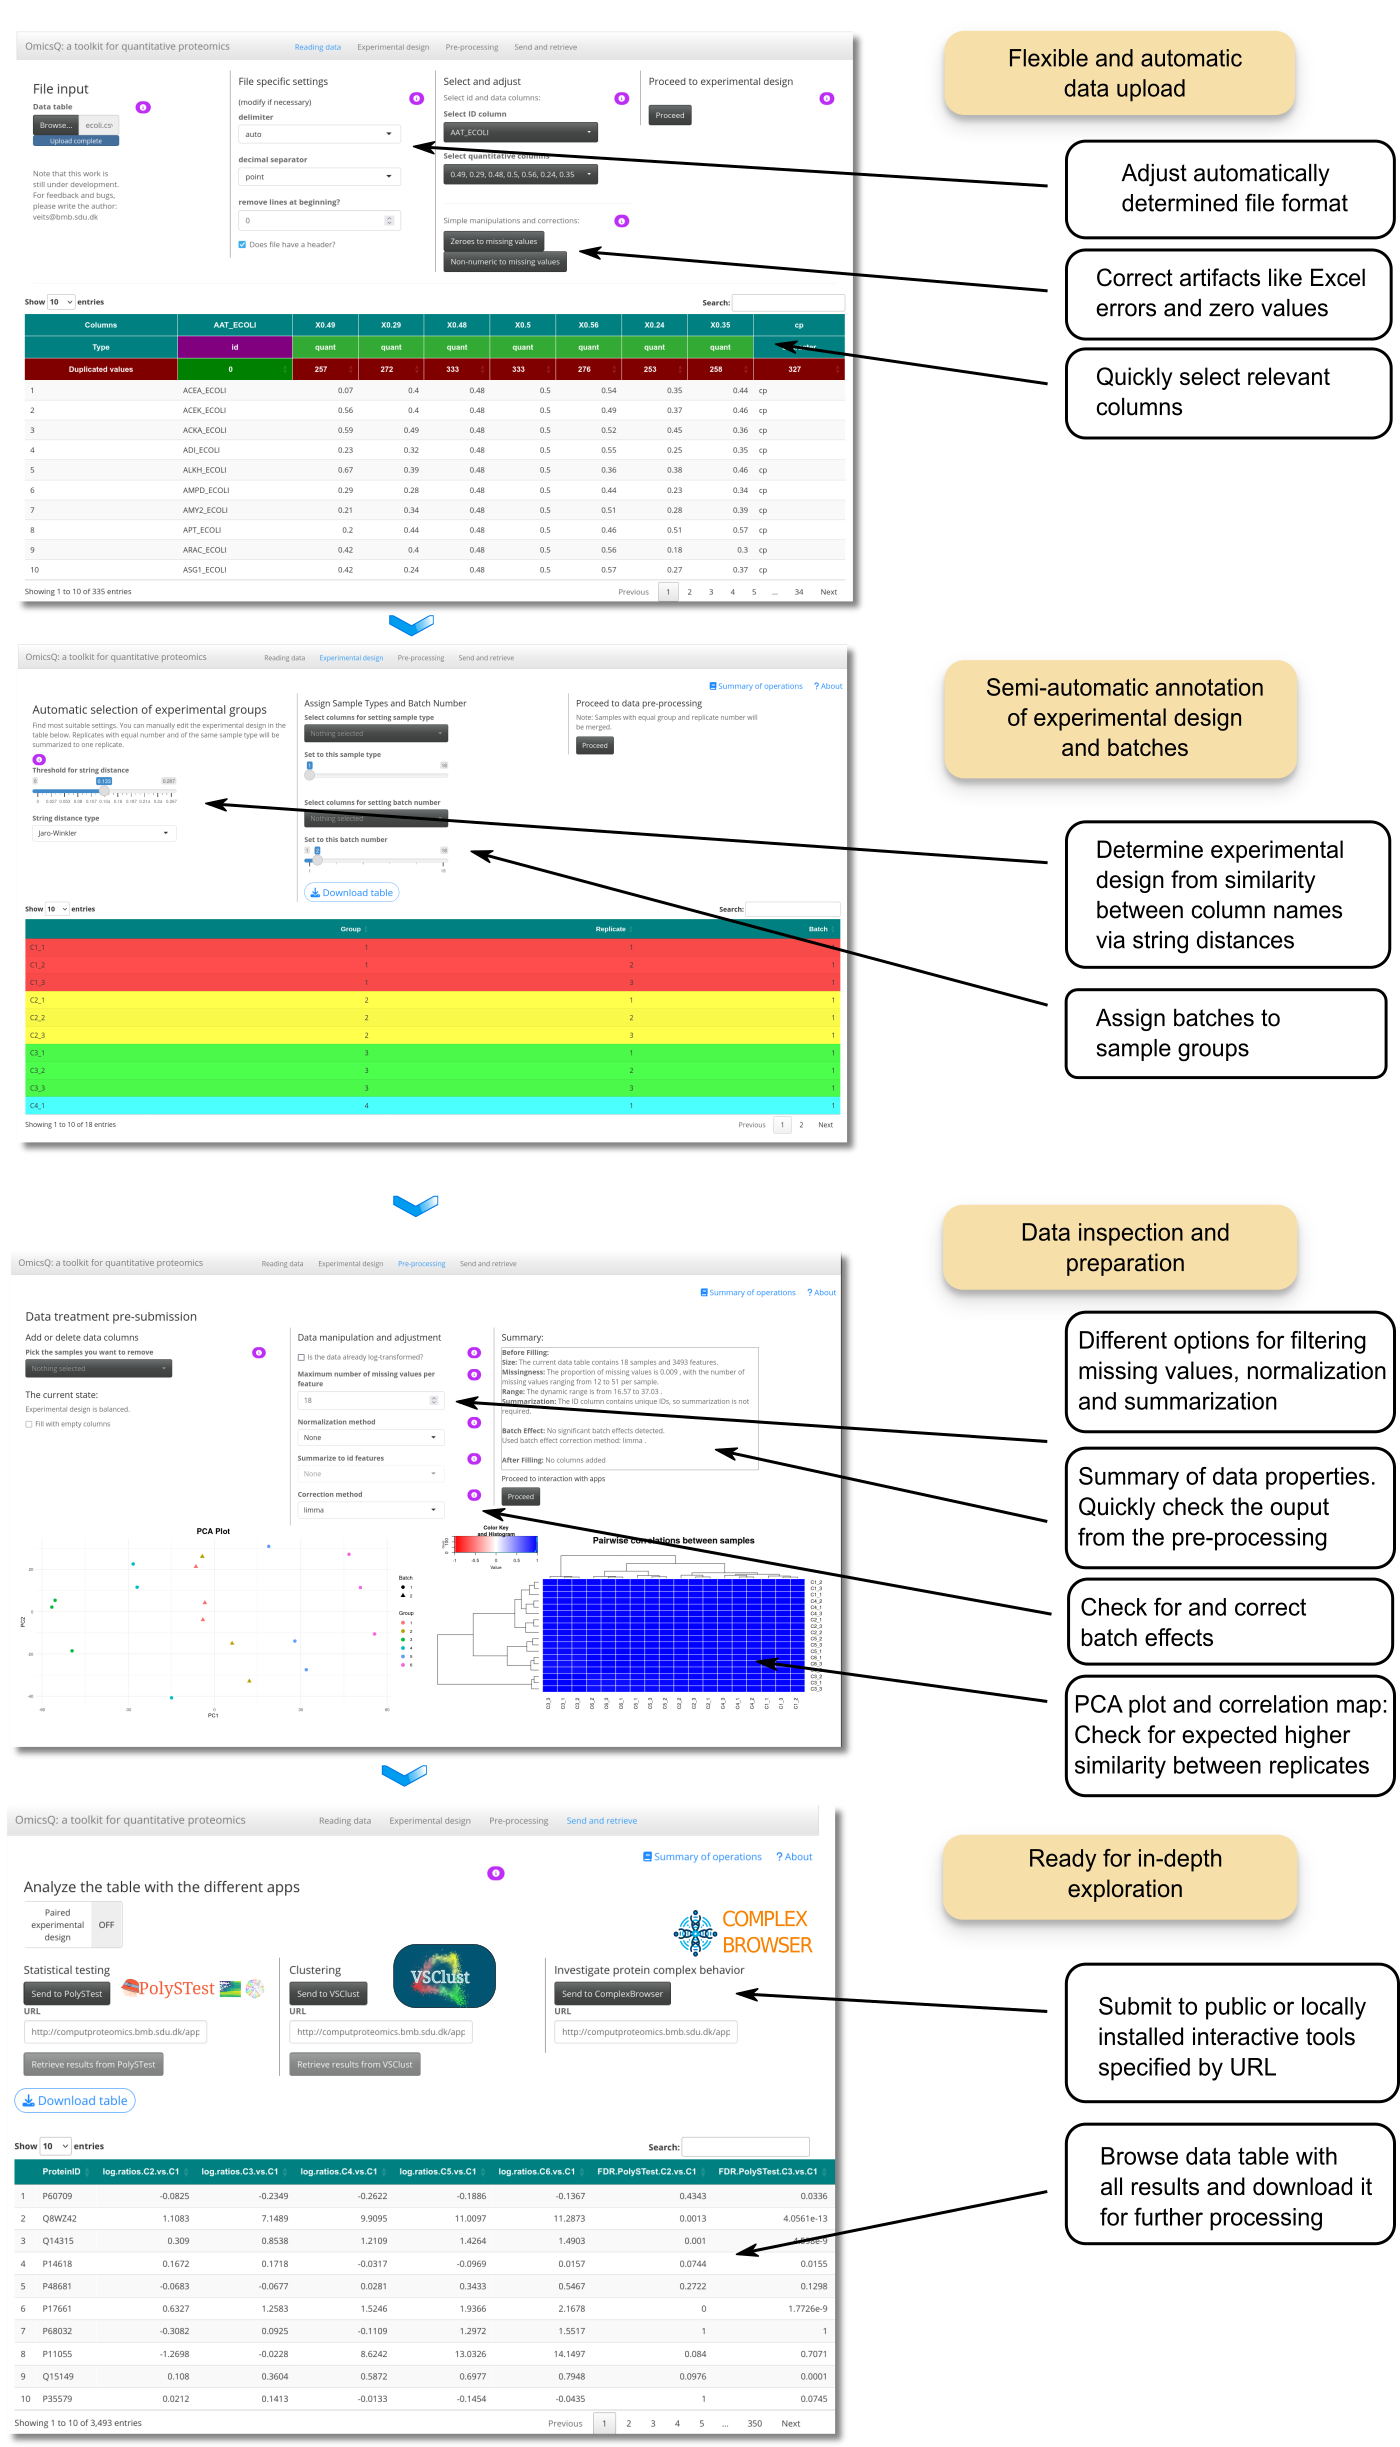 OmicsQ: a toolkit for quantitative proteomics
Reading data Experimental design Pre-processing Send and retrieve
File input
Data table
Browse... ecoli.csv
Upload complete
Note that this work is
still under development.
For feedback and bugs,
please write the author:
veits@bmb.sdu.dk
File specific settings
(modify if necessary)
delimiter
auto
decimal separator
point
remove lines at beginning?
0
Does file have a header?
Select and adjust
Select id and data columns:
Select ID column
AAT_ECOLI
Select quantitative columns
0.49, 0.29, 0.48, 0.5, 0.56, 0.24, 0.35
Simple manipulations and corrections:
Zeroes to missing values
Non-numeric to missing values
Proceed to experimental design
Proceed
Show 10 entries
Search:
Columns AAT_ECOLI X0.49 X0.29 X0.48 X0.5 X0.56 X0.24 X0.35 cp
Type id quant quant quant quant quant quant quant
Duplicated values 0 257 272 333 333 276 253 258 327
1 ACEA_ECOLI 0.07 0.4 0.48 0.5 0.54 0.35 0.44 cp
2 ACEK_ECOLI 0.56 0.4 0.48 0.5 0.49 0.37 0.46 cp
3 ACKA_ECOLI 0.59 0.49 0.48 0.5 0.52 0.45 0.36 cp
4 ADI_ECOLI 0.23 0.32 0.48 0.5 0.55 0.25 0.35 cp
5 ALKH_ECOLI 0.67 0.39 0.48 0.5 0.36 0.38 0.46 cp
6 AMPD_ECOLI 0.29 0.28 0.48 0.5 0.44 0.23 0.34 cp
7 AMY2_ECOLI 0.21 0.34 0.48 0.5 0.51 0.28 0.39 cp
8 APT_ECOLI 0.2 0.44 0.48 0.5 0.46 0.51 0.57 cp
9 ARAC_ECOLI 0.42 0.4 0.48 0.5 0.56 0.18 0.3 cp
10 ASG1_ECOLI 0.42 0.24 0.48 0.5 0.57 0.27 0.37 cp
Showing 1 to 10 of 335 entries
Previous 1 2 3 4 5 ... 34 Next
Flexible and automatic
data upload
Adjust automatically
determined file format
Correct artifacts like Excel
errors and zero values
Quickly select relevant
columns
OmicsQ: a toolkit for quantitative proteomics
Reading data Experimental design Pre-processing Send and retrieve
Summary of operations ? About
Automatic selection of experimental groups
Find most suitable settings. You can manually edit the experimental design in the
table below. Replicates with equal number and of the same sample type will be
summarized to one replicate.
Threshold for string distance
String distance type
Jaro-Winkler
Assign Sample Types and Batch Number
Select columns for setting sample type
Nothing selected
Set to this sample type
Select columns for setting batch number
Nothing selected
Set to this batch number
Download table
Proceed to data pre-processing
Note: Samples with equal group and replicate number will
be merged.
Proceed
Show 10 entries
Search:
Group Replicate Batch
C1_1 1 1
C1_2 1 2 1
C1_3 1 3 1
C2_1 2 1 1
C2_2 2 2 1
C2_3 2 3 1
C3_1 3 1 1
C3_2 3 2 1
C3_3 3 3 1
C4_1 4 1 1
Showing 1 to 10 of 18 entries
Previous 1 2 Next
Semi-automatic annotation
of experimental design
and batches
Determine experimental
design from similarity
between column names
via string distances
Assign batches to
sample groups
OmicsQ: a toolkit for quantitative proteomics
Reading data Experimental design Pre-processing Send and retrieve
Summary of operations ? About
Data treatment pre-submission
Add or delete data columns
Pick the samples you want to remove
Nothing selected
The current state:
Experimental design is balanced.
Fill with empty columns
Data manipulation and adjustment
Is the data already log-transformed?
Maximum number of missing values per
feature
18
Normalization method
None
Summarize to id features
None
Correction method
limma
Summary:
Before Filling:
Size: The current data table contains 18 samples and 3493 features.
Missingness: The proportion of missing values is 0.009 , with the number of
missing values ranging from 12 to 51 per sample.
Range: The dynamic range is from 16.57 to 37.03 .
Summarization: The ID column contains unique IDs, so summarization is not
required.
Batch Effect: No significant batch effects detected.
Used batch effect correction method: limma .
After Filling: No columns added
Proceed to interaction with apps
Proceed
PCA Plot
PC2
PC1
Batch
1
2
Group
1
2
3
4
5
6
Color Key
and Histogram
-1 -0.5 0 0.5 1
Value
Pairwise correlations between samples
C1_2
C1_3
C1_1
C4_2
C4_1
C4_3
C2_1
C2_3
C2_2
C5_2
C5_3
C5_1
C6_1
C6_3
C3_2
C3_1
C3_3
C3_3 C3_1 C3_2 C6_2 C6_3 C6_1 C5_1 C5_3 C5_2 C2_2 C2_3 C2_1 C4_3 C4_1 C4_2 C1_1 C1_3 C1_2
Data inspection and
preparation
Different options for filtering
missing values, normalization
and summarization
Summary of data properties.
Quickly check the ouput
from the pre-processing
Check for and correct
batch effects
PCA plot and correlation map:
Check for expected higher
similarity between replicates
OmicsQ: a toolkit for quantitative proteomics
Reading data Experimental design Pre-processing Send and retrieve
Summary of operations ? About
Analyze the table with the different apps
Paired
experimental
design
OFF
COMPLEX
BROWSER
Statistical testing
Send to PolySTest
PolySTest
URL
http://computproteomics.bmb.sdu.dk/app
Retrieve results from PolySTest
Clustering
Send to VSClust
VSClust
URL
http://computproteomics.bmb.sdu.dk/app
Retrieve results from VSClust
Investigate protein complex behavior
Send to ComplexBrowser
URL
http://computproteomics.bmb.sdu.dk/app
Download table
Show 10 entries
Search:
ProteinID log.ratios.C2.vs.C1 log.ratios.C3.vs.C1 log.ratios.C4.vs.C1 log.ratios.C5.vs.C1 log.ratios.C6.vs.C1 FDR.PolySTest.C2.vs.C1 FDR.PolySTest.C3.vs.C1
1 P60709 -0.0825 -0.2349 -0.2622 -0.1886 -0.1367 0.4343 0.0336
2 Q8WZ42 1.1083 7.1489 9.9095 11.0097 11.2873 0.0013 4.0561e-13
3 Q14315 0.309 0.8538 1.2109 1.4264 1.4903 0.001
4 P14618 0.1672 0.1718 -0.0317 -0.0969 0.0157 0.0744 0.0155
5 P48681 -0.0683 -0.0677 0.0281 0.3433 0.5467 0.2722 0.1298
6 P17661 0.6327 1.2583 1.5246 1.9366 2.1678 0 1.7726e-9
7 P68032 -0.3082 0.0925 -0.1109 1.2972 1.5517 1 1
8 P11055 -1.2698 -0.0228 8.6242 13.0326 14.1497 0.084 0.7071
9 Q15149 0.108 0.3604 0.5872 0.6977 0.7948 0.0976 0.0001
10 P35579 0.0212 0.1413 -0.0133 -0.1454 -0.0435 1 0.0745
Showing 1 to 10 of 3,493 entries
Previous 1 2 3 4 5 ... 350 Next
Ready for in-depth
exploration
Submit to public or locally
installed interactive tools
specified by URL
Browse data table with
all results and download it
for further processing